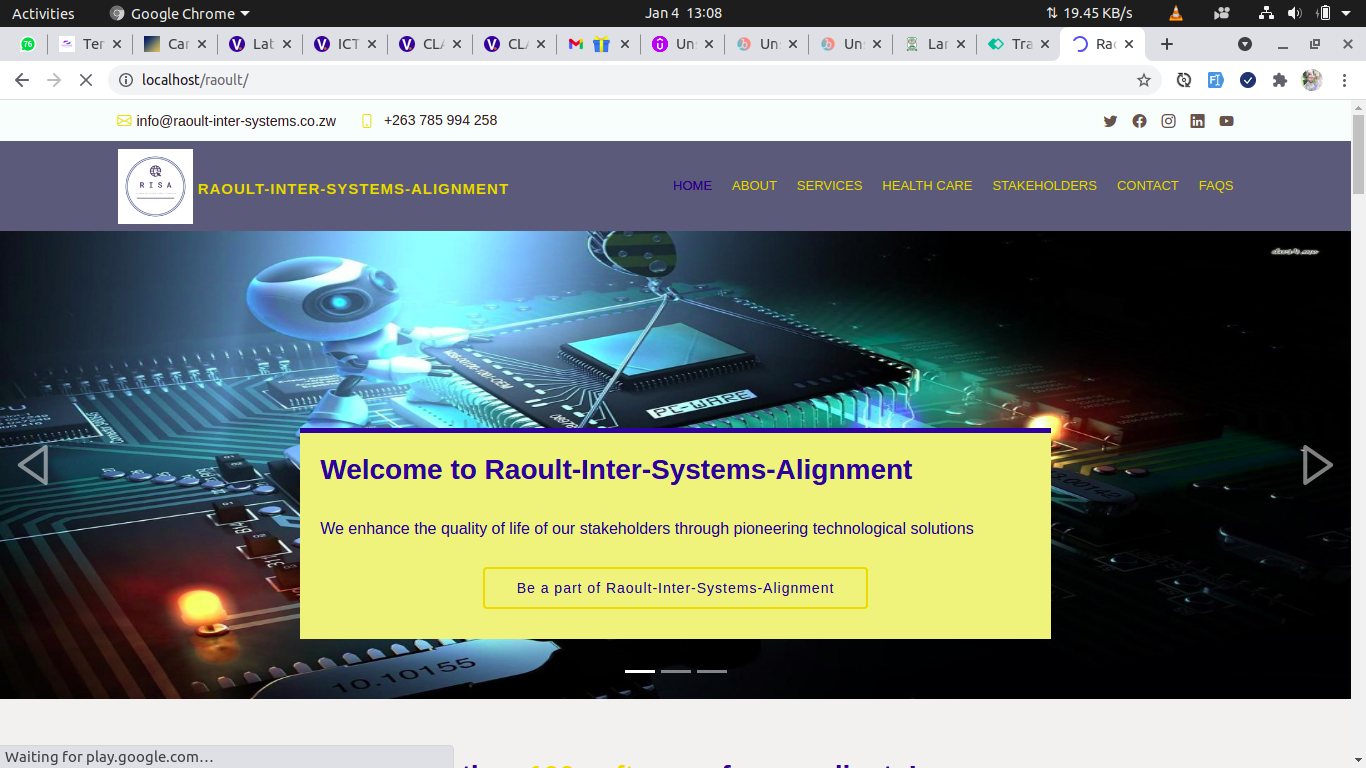 Activities
Google Chrome
Jan 4 13:08
19.45 KB/s
76
Ter
Car
Lat
ICT
CLA
CLA
Un
Un
Un
Lar
Tra
Rao
localhost/raoult/
info@raoult-inter-systems.co.zw
+263 785 994 258
RISA
RAOULT-INTER-SYSTEMS-ALIGNMENT
HOME
ABOUT
SERVICES
HEALTH CARE
STAKEHOLDERS
CONTACT
FAQS
PC-WARE
Welcome to Raoult-Inter-Systems-Alignment
We enhance the quality of life of our stakeholders through pioneering technological solutions
Be a part of Raoult-Inter-Systems-Alignment
10.10155
Waiting for play.google.com…